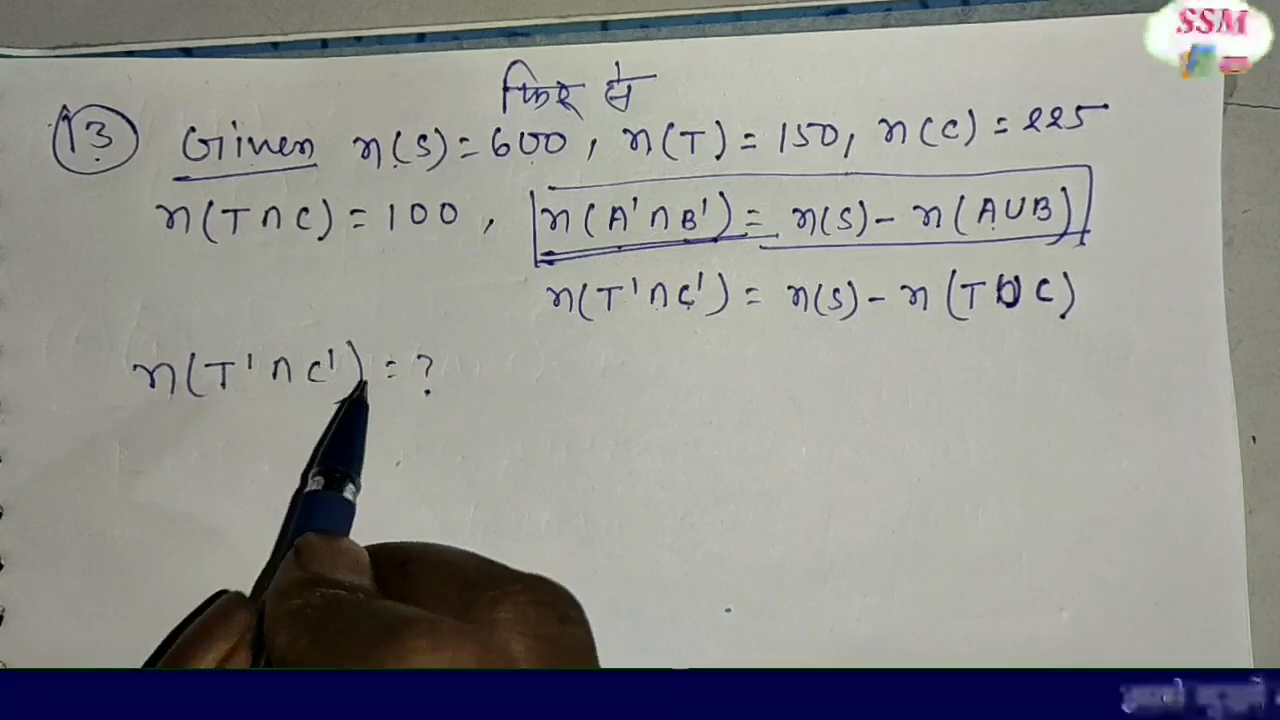 SSM
फिर से
13 Given n(S)=600, n(T)=150, n(C)=225
n(T∩C)=100, n(A'∩B')= n(S)-n(A∪B)
n(T'∩C')= n(S)-n(T∪C)
n(T'∩C')=?